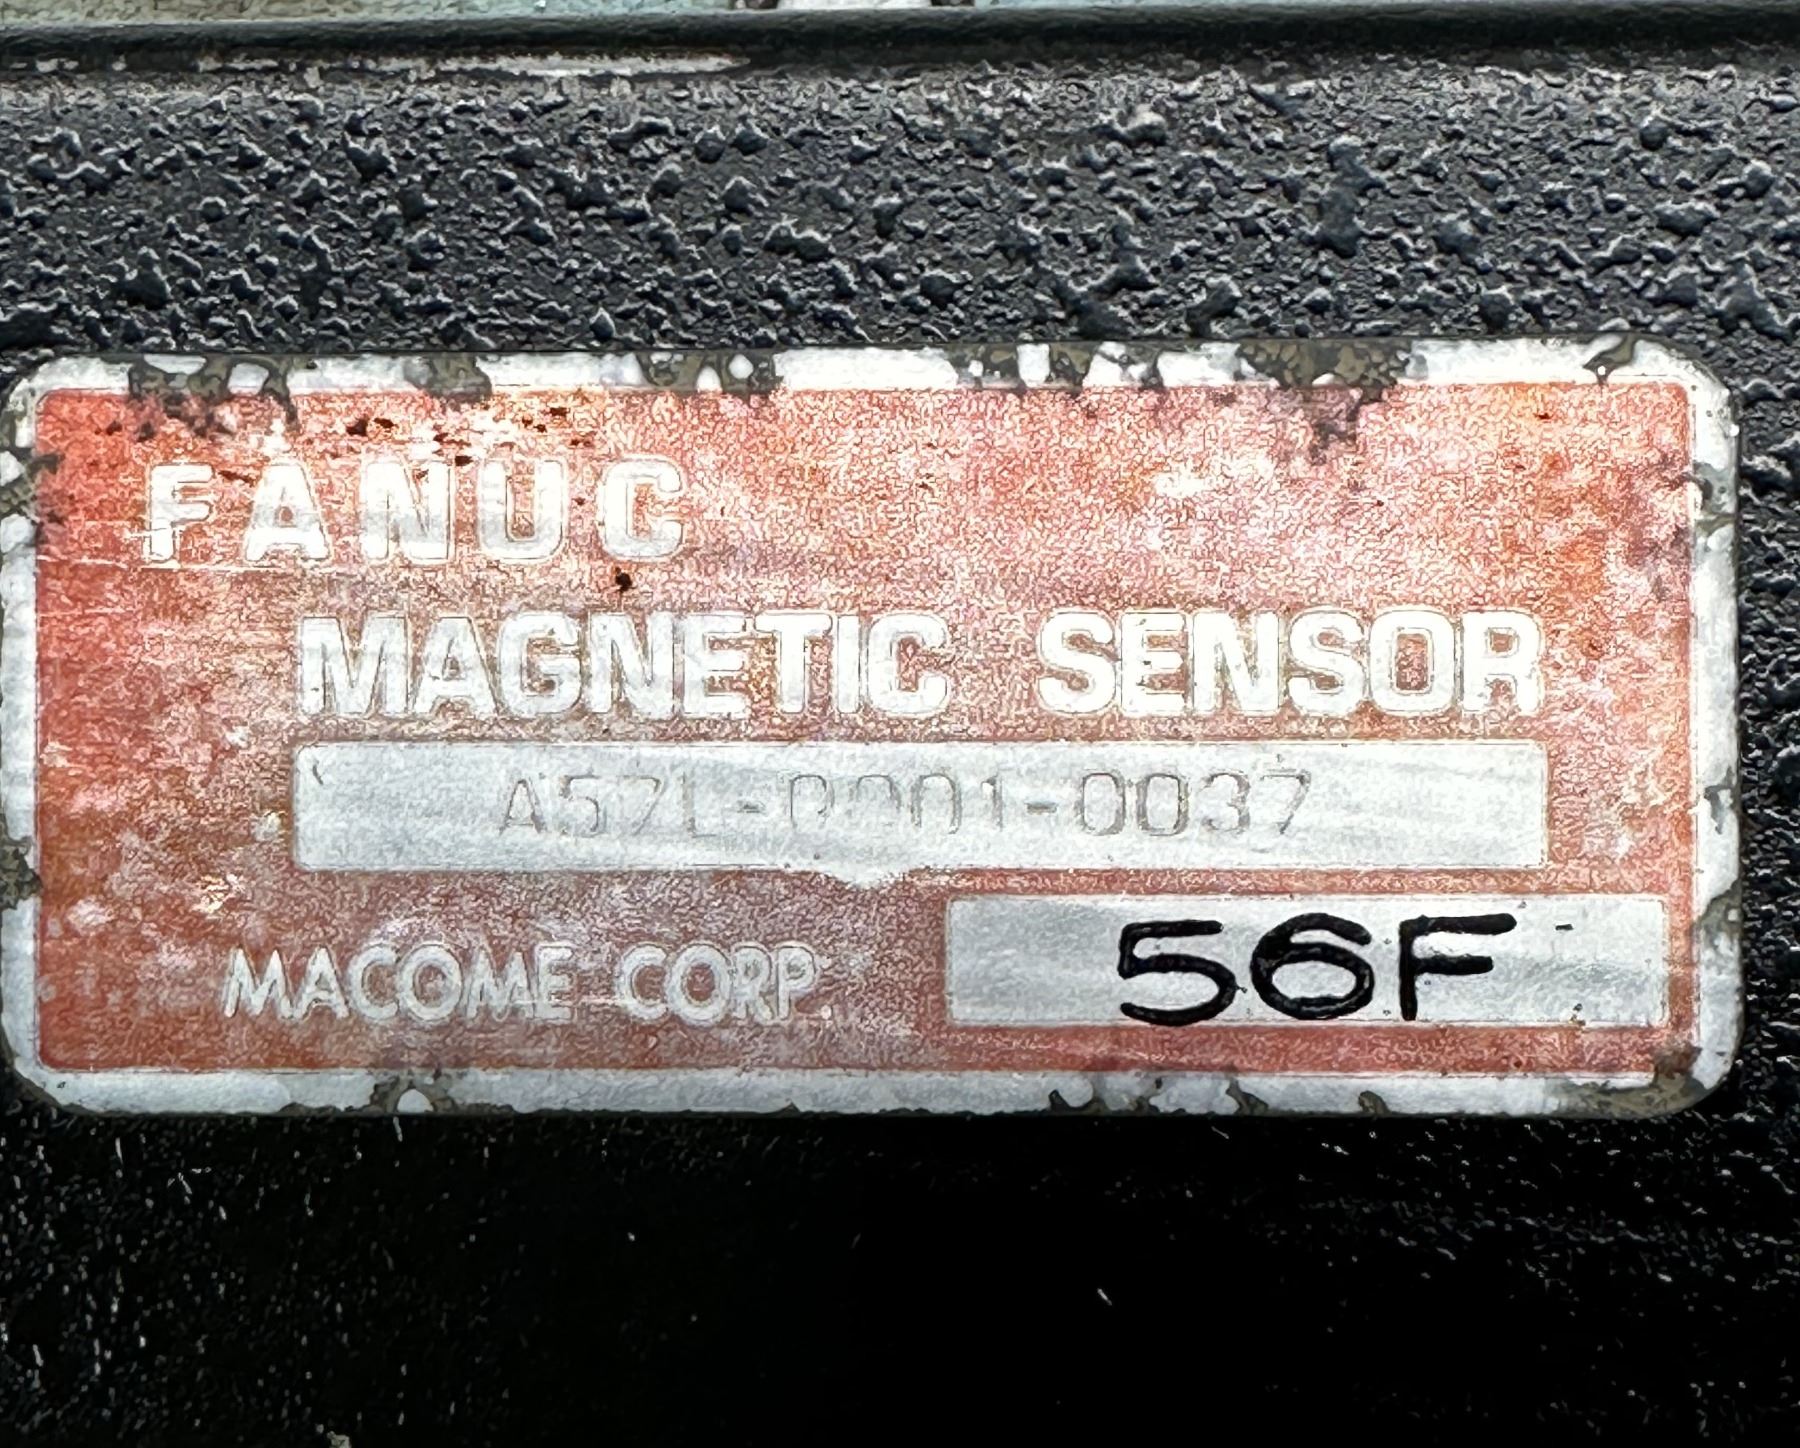 FANUC
MAGNETIC SENSOR
A57L-0001-0037
MACOME CORP.
56F